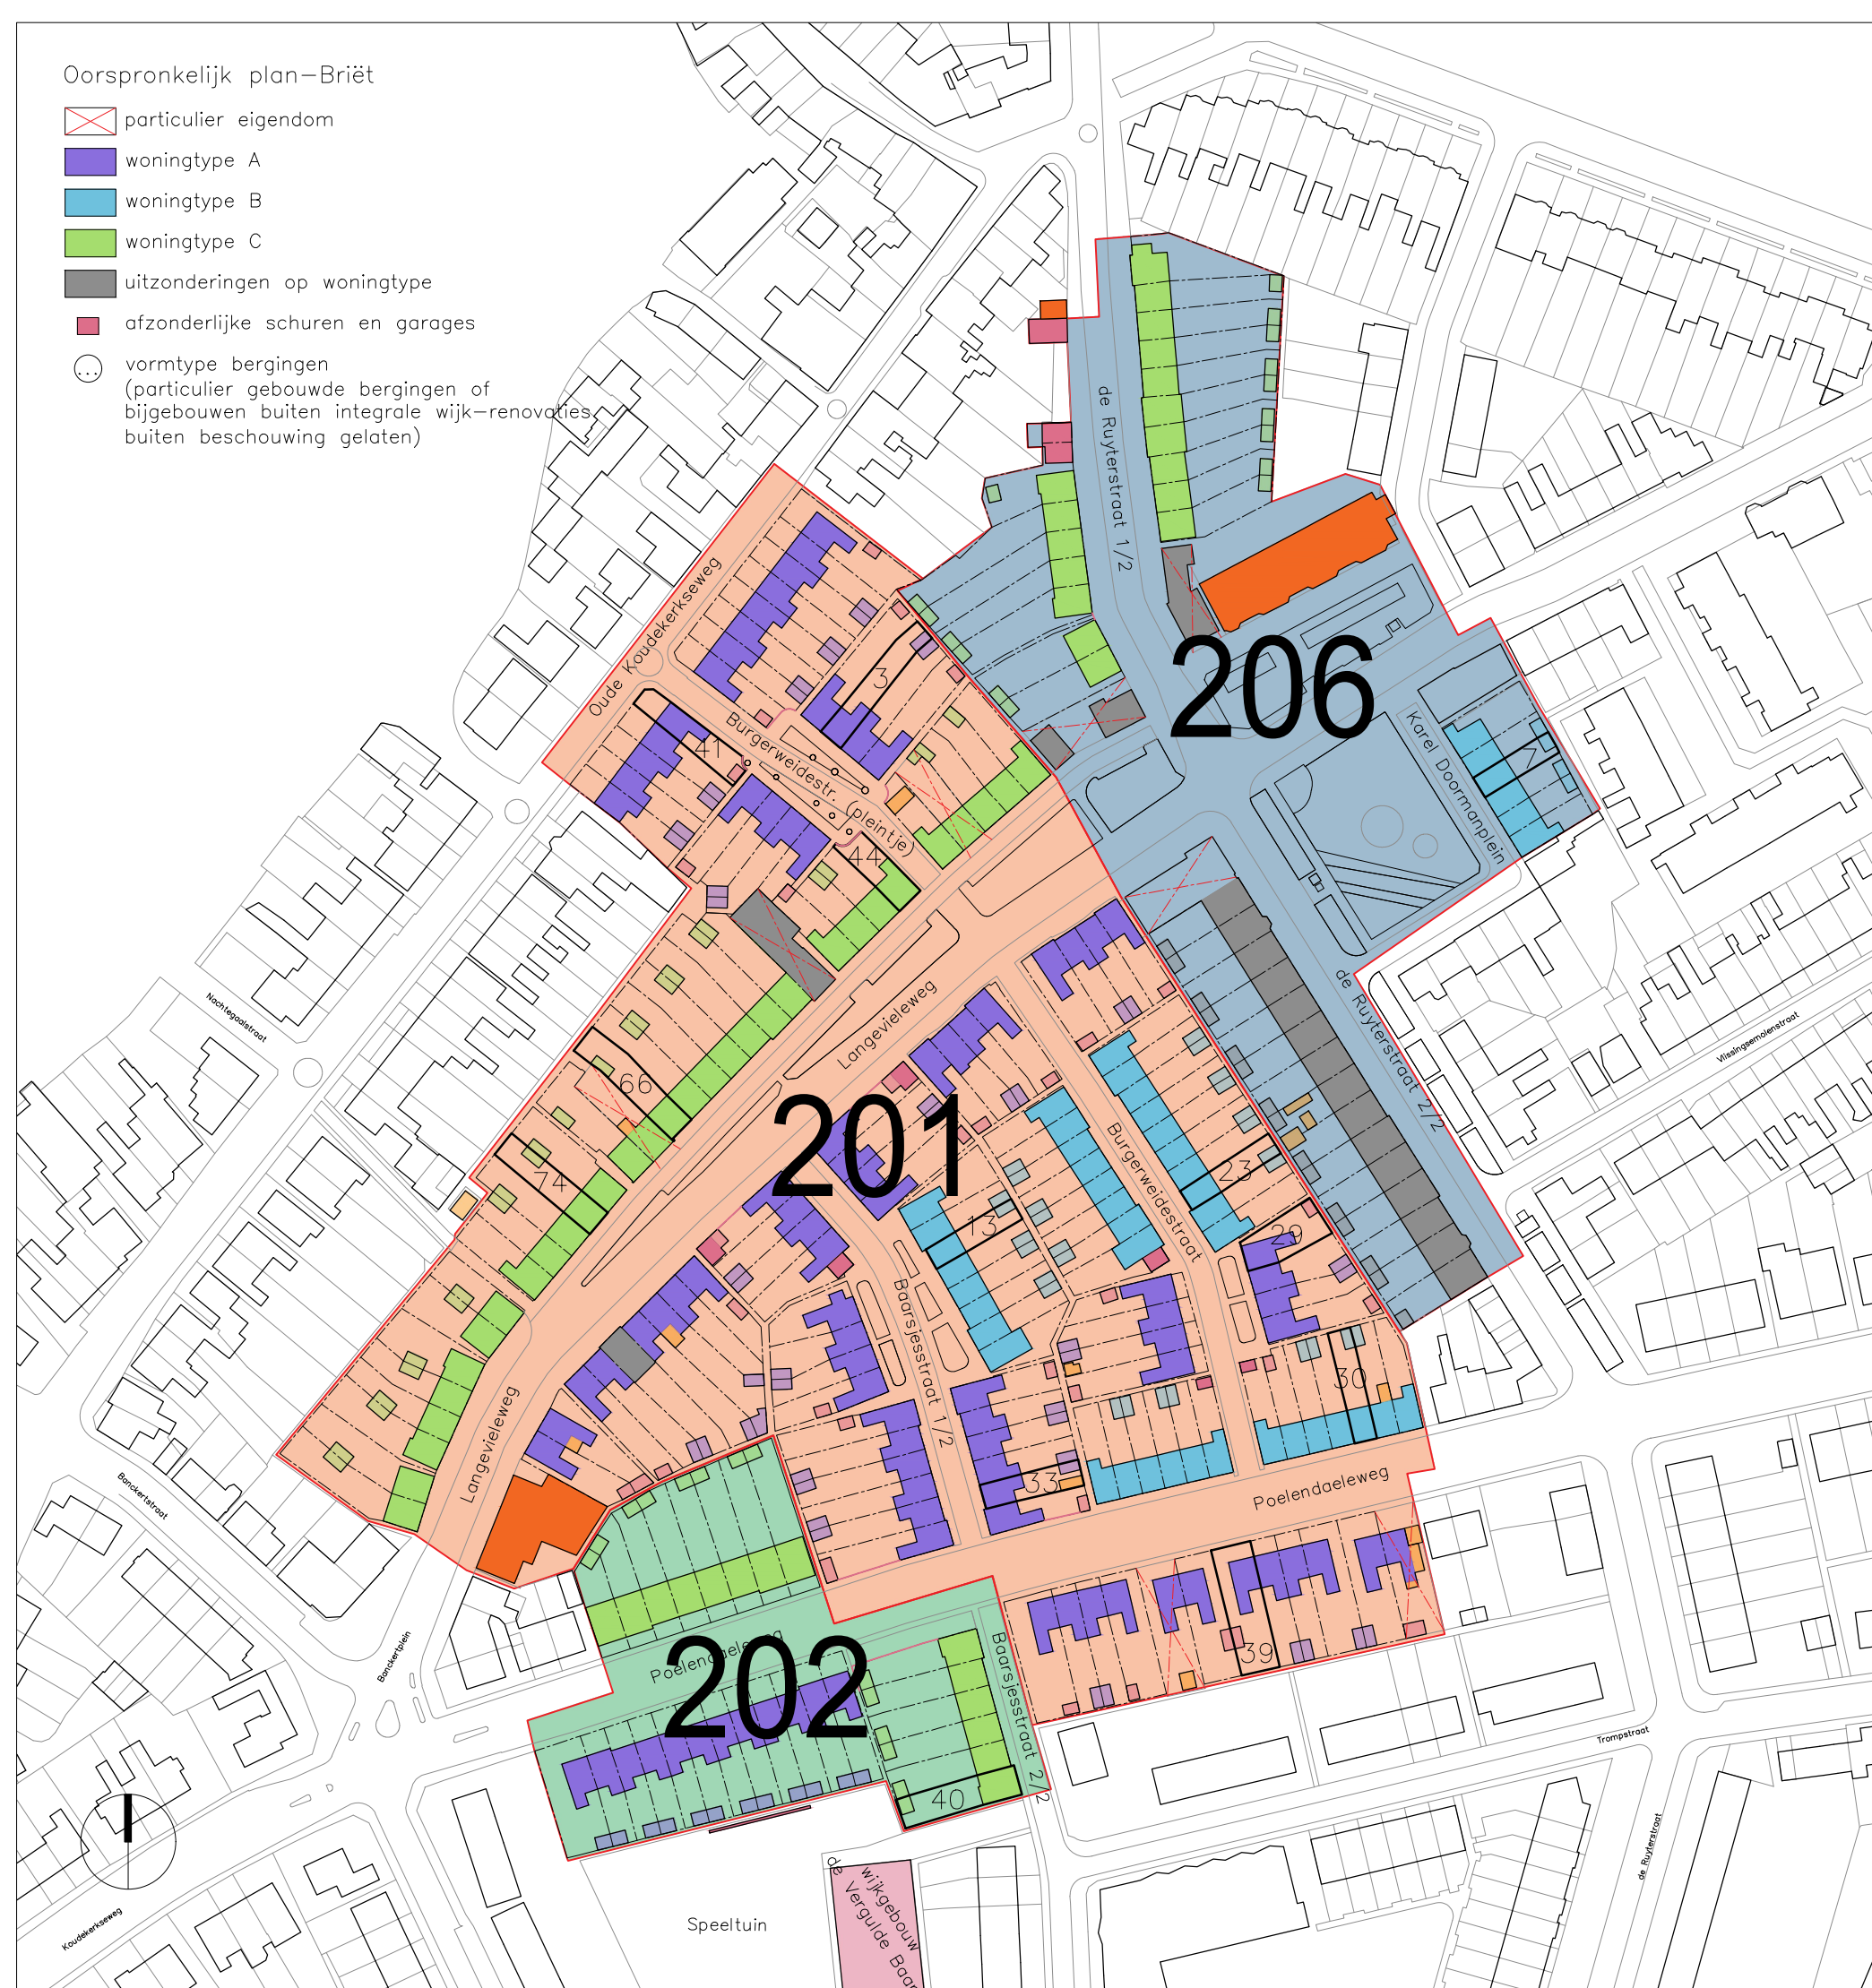 Oorspronkelijk plan-Briët
particulier eigendom
woningtype A
woningtype B
woningtype C
uitzonderingen op woningtype
afzonderlijke schuren en garages
...
vormtype bergingen
(particulier gebouwde bergingen of
bijgebouwen buiten integrale wijk-renovaties
buiten beschouwing gelaten)
de Ruyterstraat 1/2
Oude Koudekerkseweg
206
3
41
Burgerweidestr. (pleintje)
Karel Doormanplein
7
44
Nachtegaalstraat
Langevieleweg
de Ruyterstraat 2/2
Vlissingsemolenstraat
66
201
Burgerweidestraat
74
23
13
29
Baarsjesstraat 1/2
30
Langevieleweg
33
Poelendaeleweg
Banckertstraat
Banckertplein
39
Poelendaeleweg
202
Baarsjesstraat 2/2
40
Trompstraat
de Ruyterstraat
Koudekerkseweg
Speeltuin
wijkgebouw
de Vergulde Baar